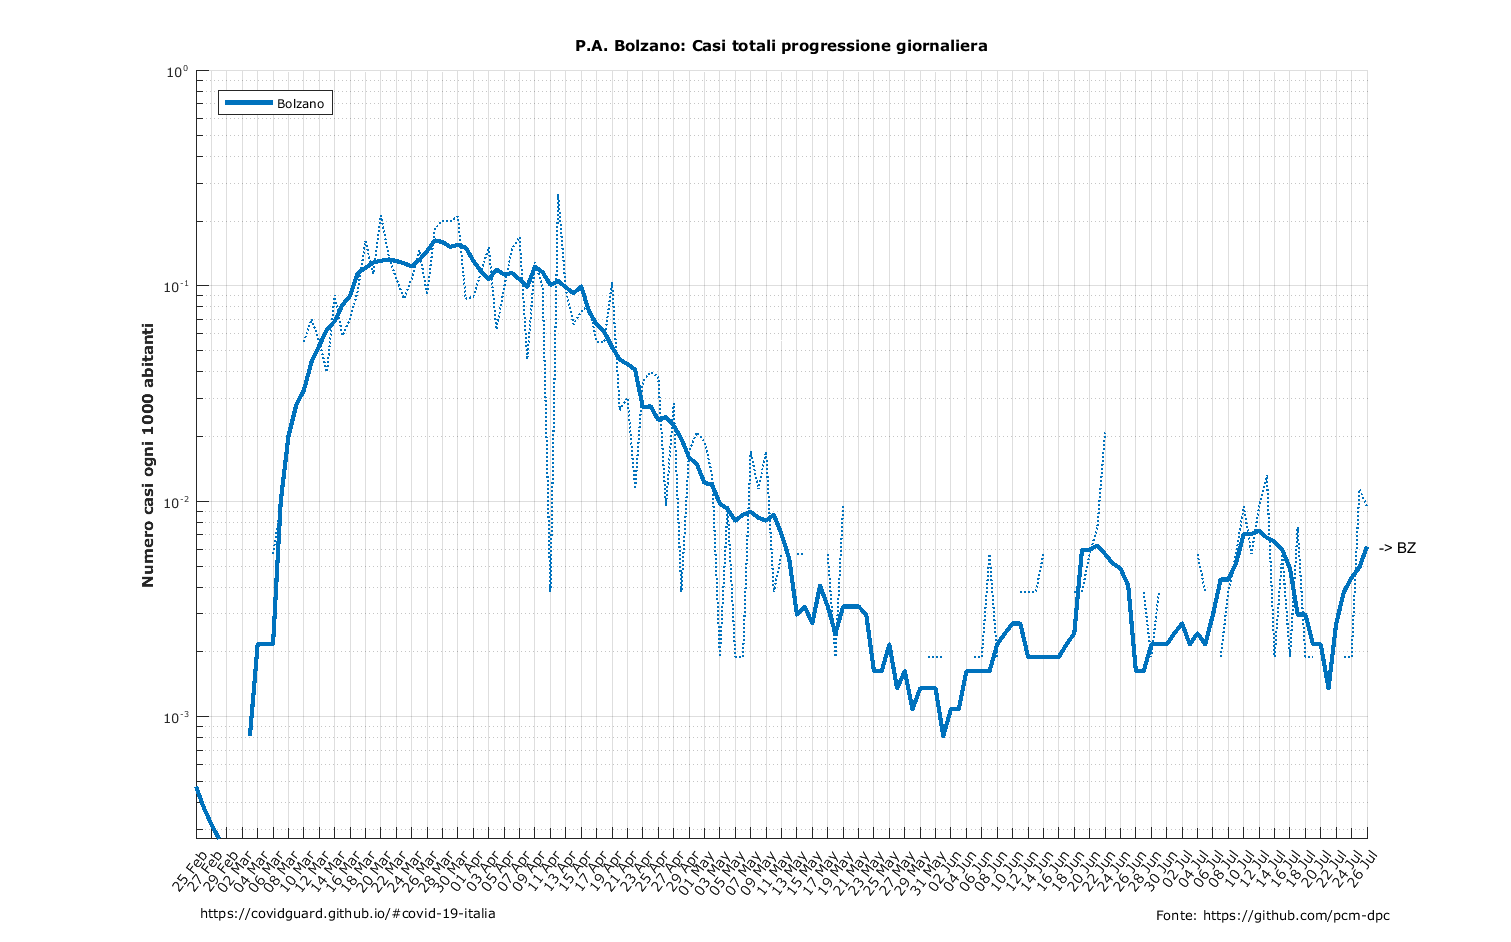 P.A. Bolzano: Casi totali progressione giornaliera
10⁰
Bolzano
10⁻¹
10⁻²
10⁻³
Numero casi ogni 1000 abitanti
-> BZ
25 Feb
27 Feb
29 Feb
02 Mar
04 Mar
06 Mar
08 Mar
10 Mar
12 Mar
14 Mar
16 Mar
18 Mar
20 Mar
22 Mar
24 Mar
26 Mar
28 Mar
30 Mar
01 Apr
03 Apr
05 Apr
07 Apr
09 Apr
11 Apr
13 Apr
15 Apr
17 Apr
19 Apr
21 Apr
23 Apr
25 Apr
27 Apr
29 Apr
01 May
03 May
05 May
07 May
09 May
11 May
13 May
15 May
17 May
19 May
21 May
23 May
25 May
27 May
29 May
31 May
02 Jun
04 Jun
06 Jun
08 Jun
10 Jun
12 Jun
14 Jun
16 Jun
18 Jun
20 Jun
22 Jun
24 Jun
26 Jun
28 Jun
30 Jun
02 Jul
04 Jul
06 Jul
08 Jul
10 Jul
12 Jul
14 Jul
16 Jul
18 Jul
20 Jul
22 Jul
24 Jul
26 Jul
https://covidguard.github.io/#covid-19-italia
Fonte: https://github.com/pcm-dpc